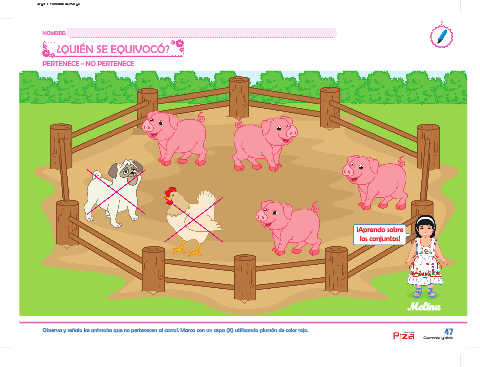 NOMBRE:
¿QUIÉN SE EQUIVOCÓ?
PERTENECE - NO PERTENECE
¡Aprendo sobre
los conjuntos!
Melina
Observa y señala los animales que no pertenecen al corral. Marca con un aspa (X) utilizando plumón de color rojo.
47